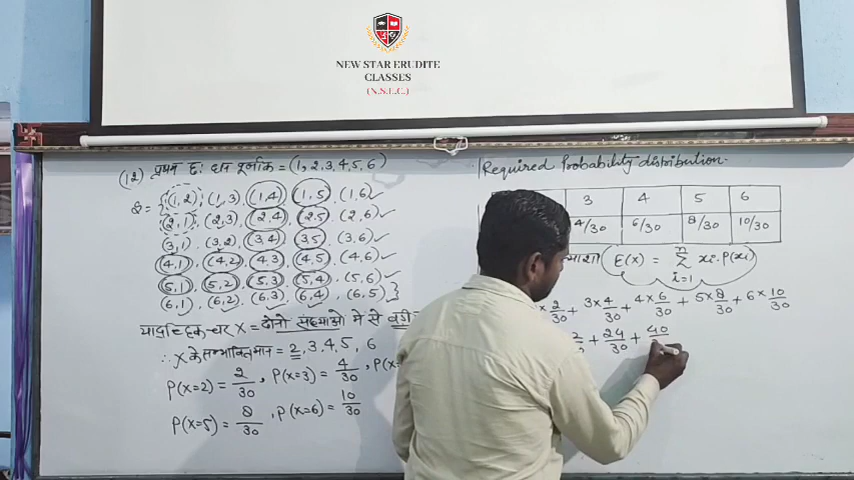 NEW STAR ERUDITE
CLASSES
(N.S.E.C.)
(12) प्रथम छः धन पूर्णांक = (1, 2, 3, 4, 5, 6)
S = { (1,2), (1,3) (1,4) (1,5) (1,6)
(2,1), (2,3) (2,4) (2,5) (2,6)
(3,1), (3,2) (3,4) (3,5) (3,6)
(4,1) (4,2) (4,3) (4,5) (4,6)
(5,1) (5,2) (5,3) (5,4) (5,6)
(6,1) (6,2) (6,3) (6,4) (6,5) }
यादृच्छिक चर X = दोनो संख्याओ मे से बड़ी
∴ X के सम्भावित मान = 2, 3, 4, 5, 6
P(X=2) = 2/30, P(X=3) = 4/30, P(X=
P(X=5) = 8/30, P(X=6) = 10/30
Required Probability distribution.
3 4 5 6
4/30 6/30 8/30 10/30
E(X) = n∑i=1 xi.P(xi)
× 2/30 + 3×4/30 + 4×6/30 + 5×8/30 + 6×10/30
+ 24/30 + 40